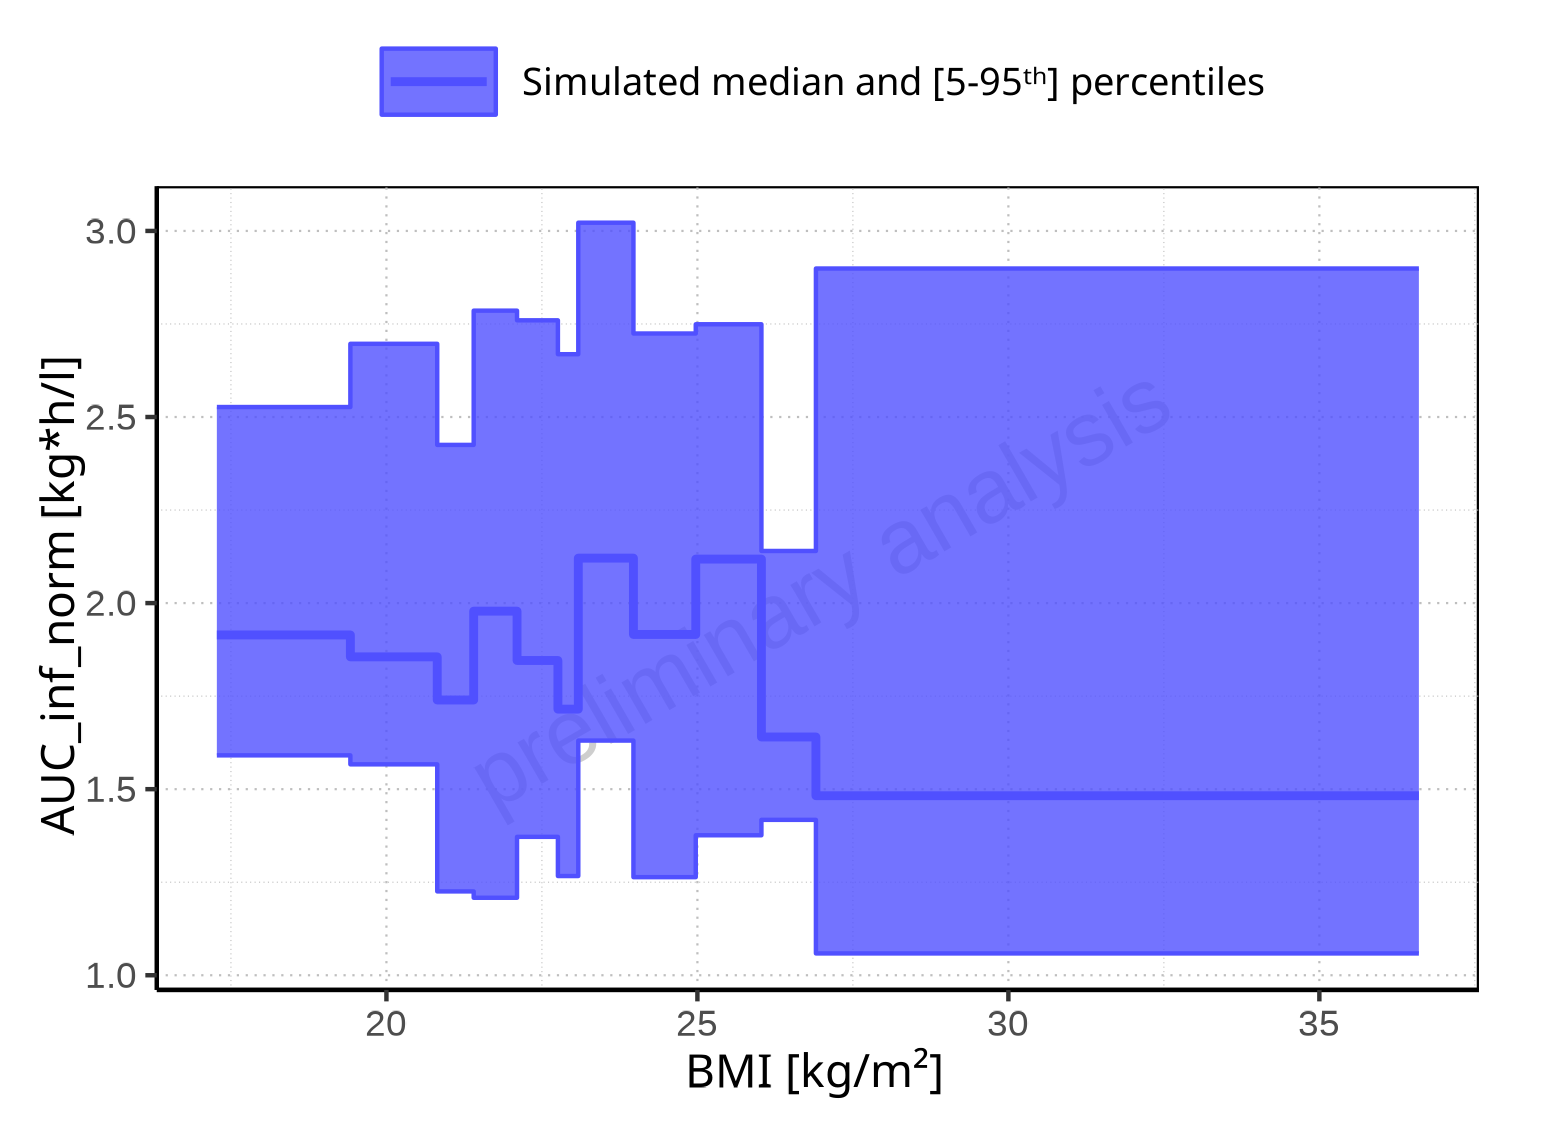 Simulated median and [5-95ᵗʰ] percentiles
3.0
2.5
2.0
1.5
1.0
AUC_inf_norm [kg*h/l]
preliminary analysis
20 25 30 35
BMI [kg/m²]